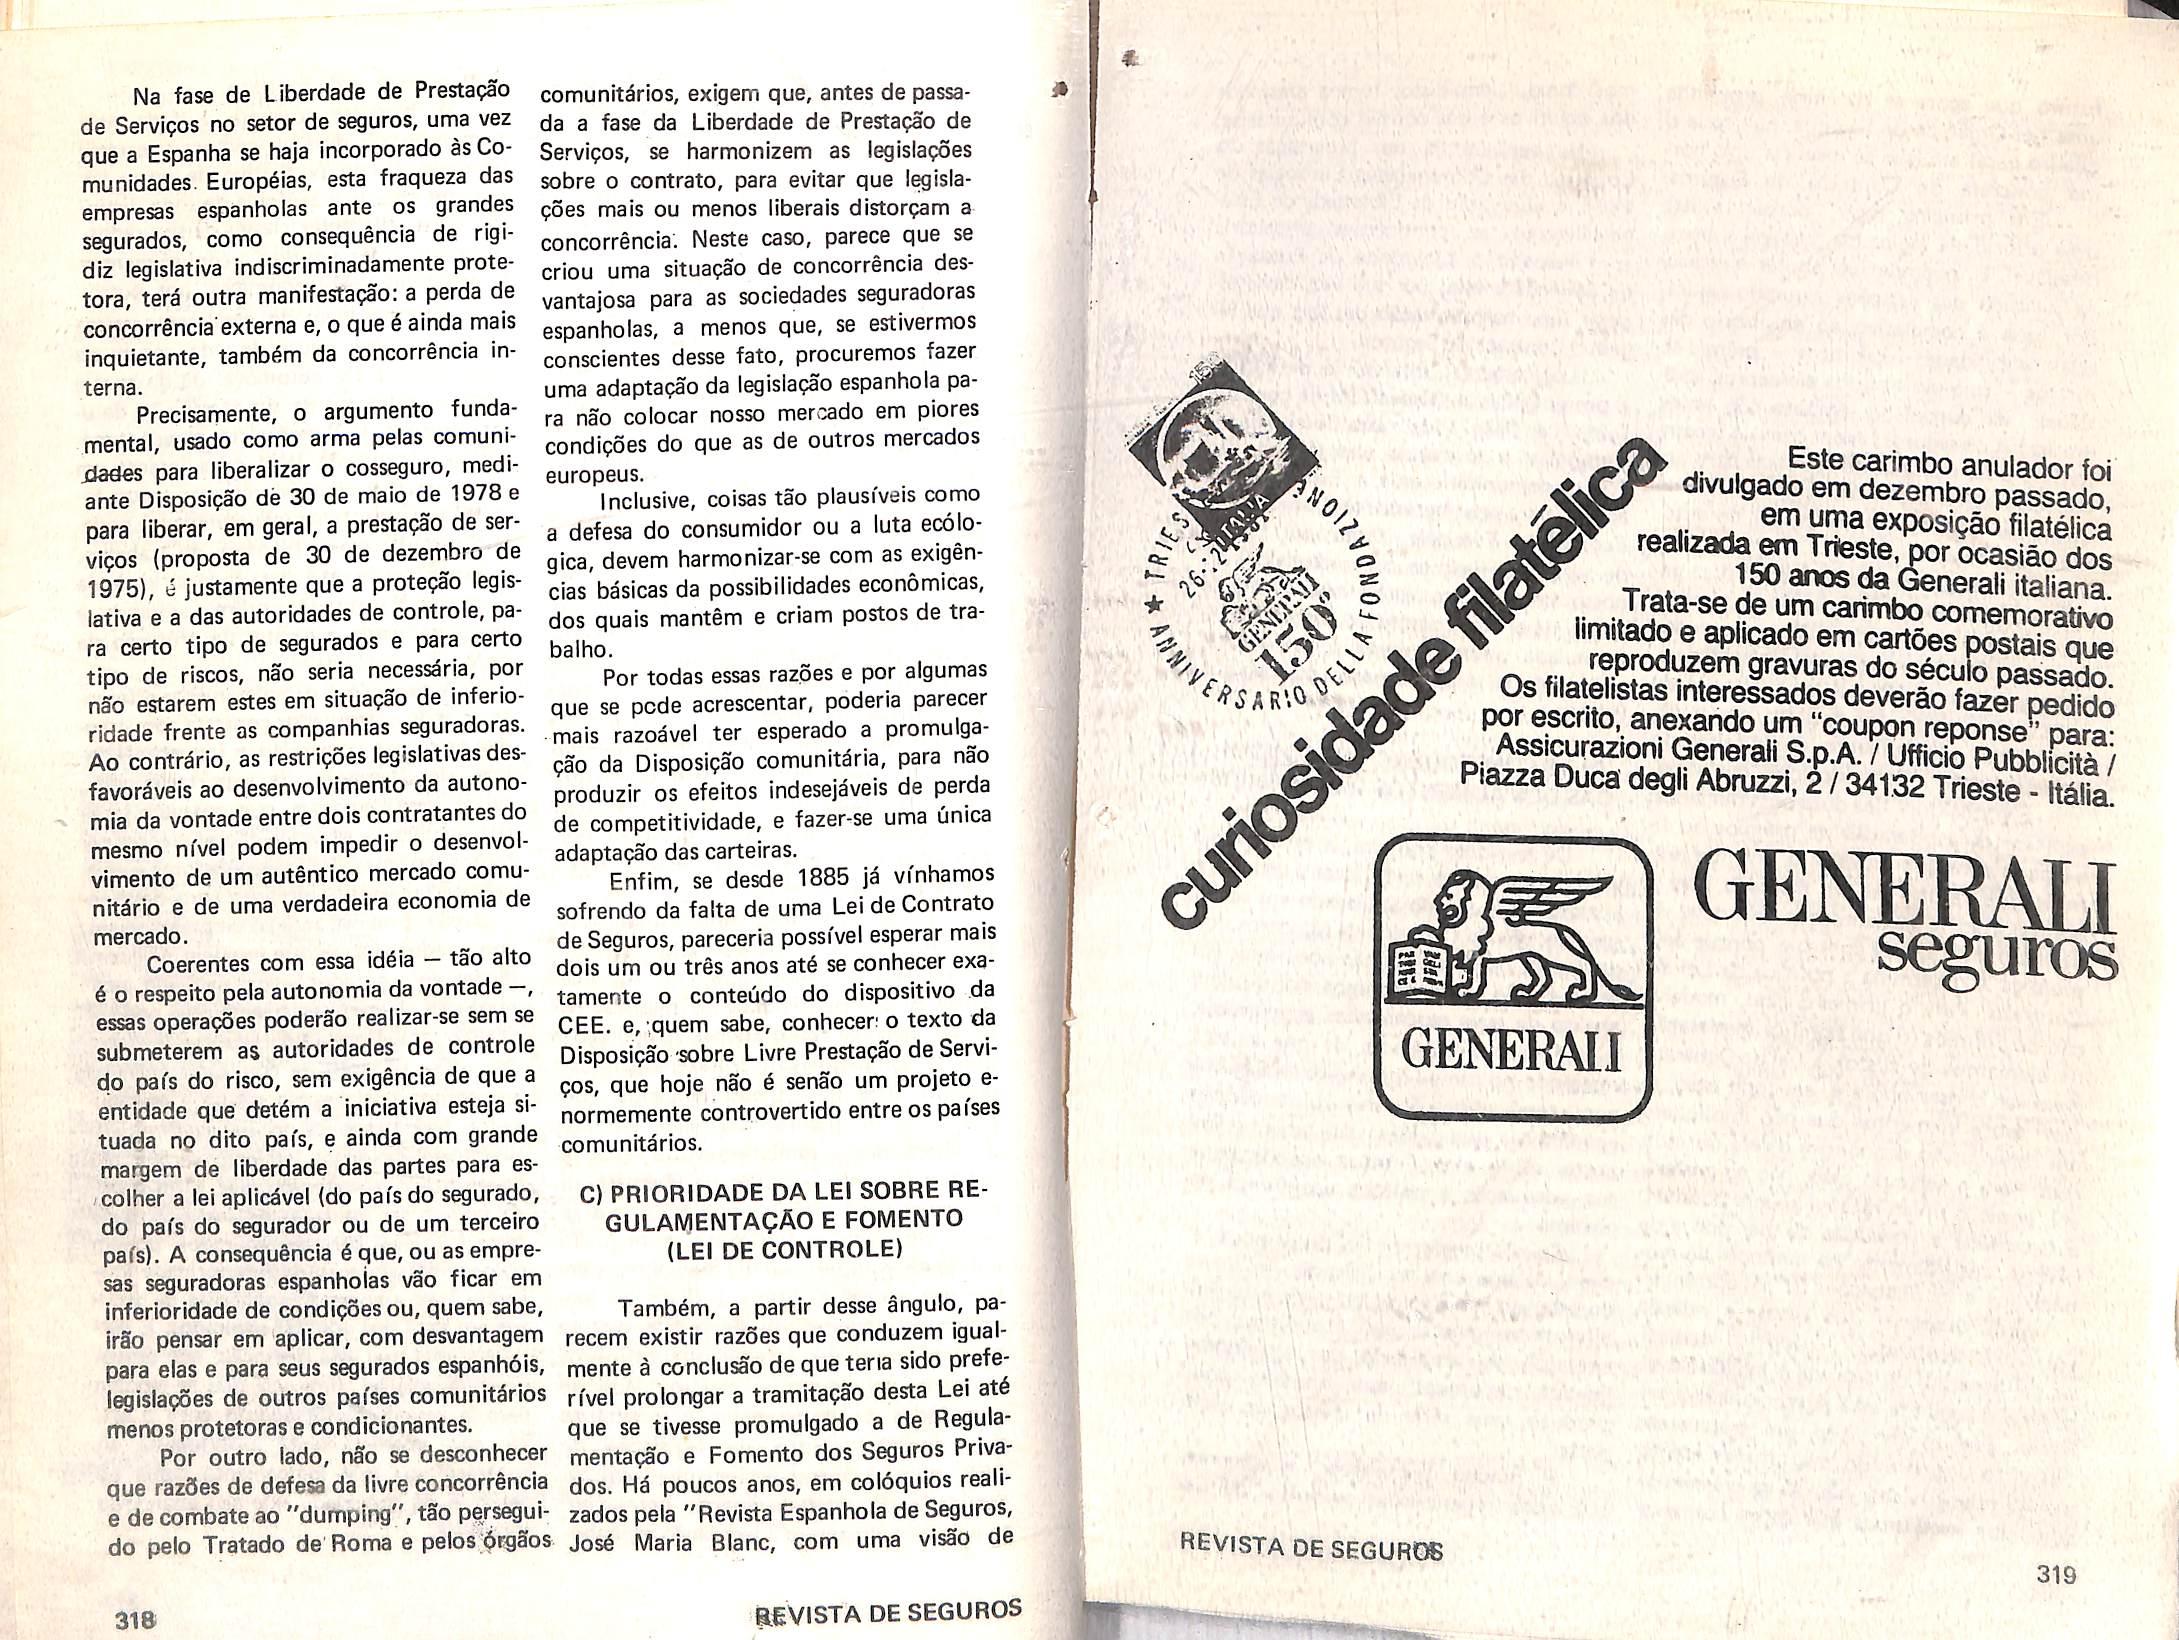 Na fase de Liberdade de Prestação
de Serviços no setor de seguros, uma vez
que a Espanha se haja incorporado às Co-
munidades. Européias, esta fraqueza das
empresas espanholas ante os grandes
segurados, como consequência de rigi-
diz legislativa indiscriminadamente prote-
tora, terá outra manifestação: a perda de
concorrência externa e, o que é ainda mais
inquietante, também da concorrência in-
terna.
Precisamente, o argumento funda-
mental, usado como arma pelas comuni-
dades para liberalizar o cosseguro, medi-
ante Disposição de 30 de maio de 1978 e
para liberar, em geral, a prestação de ser-
viços (proposta de 30 de dezembro de
1975), é justamente que a proteção legis-
lativa e a das autoridades de controle, pa-
ra certo tipo de segurados e para certo
tipo de riscos, não seria necessária, por
não estarem estes em situação de inferio-
ridade frente as companhias seguradoras.
Ao contrário, as restrições legislativas des-
favoráveis ao desenvolvimento da autono-
mia da vontade entre dois contratantes do
mesmo nível podem impedir o desenvol-
vimento de um autêntico mercado comu-
nitário e de uma verdadeira economia de
mercado.
Coerentes com essa idéia — tão alto
é o respeito pela autonomia da vontade —,
essas operações poderão realizar-se sem se
submeterem as autoridades de controle
do país do risco, sem exigência de que a
entidade que detém a iniciativa esteja si-
tuada no dito país, e ainda com grande
margem de liberdade das partes para es-
colher a lei aplicável (do país do segurado,
do país do segurador ou de um terceiro
país). A consequência é que, ou as empre-
sas seguradoras espanholas vão ficar em
inferioridade de condições ou, quem sabe,
irão pensar em aplicar, com desvantagem
para elas e para seus segurados espanhóis,
legislações de outros países comunitários
menos protetoras e condicionantes.
Por outro lado, não se desconhecer
que razões de defesa da livre concorrência
e de combate ao "dumping", tão persegui-
do pelo Tratado de Roma e pelos órgãos
comunitários, exigem que, antes de passa-
da a fase da Liberdade de Prestação de
Serviços, se harmonizem as legislações
sobre o contrato, para evitar que legisla-
ções mais ou menos liberais distorçam a
concorrência. Neste caso, parece que se
criou uma situação de concorrência des-
vantajosa para as sociedades seguradoras
espanholas, a menos que, se estivermos
conscientes desse fato, procuremos fazer
uma adaptação da legislação espanhola pa-
ra não colocar nosso mercado em piores
condições do que as de outros mercados
europeus.
Inclusive, coisas tão plausíveis como
a defesa do consumidor ou a luta ecólo-
gica, devem harmonizar-se com as exigên-
cias básicas da possibilidades econômicas,
dos quais mantêm e criam postos de tra-
balho.
Por todas essas razões e por algumas
que se pode acrescentar, poderia parecer
mais razoável ter esperado a promulga-
ção da Disposição comunitária, para não
produzir os efeitos indesejáveis de perda
de competitividade, e fazer-se uma única
adaptação das carteiras.
Enfim, se desde 1885 já vínhamos
sofrendo da falta de uma Lei de Contrato
de Seguros, pareceria possível esperar mais
dois um ou três anos até se conhecer exa-
tamente o conteúdo do dispositivo da
CEE. e, quem sabe, conhecer o texto da
Disposição sobre Livre Prestação de Servi-
ços, que hoje não é senão um projeto e-
normemente controvertido entre os países
comunitários.
C) PRIORIDADE DA LEI SOBRE RE-
GULAMENTAÇÃO E FOMENTO
(LEI DE CONTROLE)
Também, a partir desse ângulo, pa-
recem existir razões que conduzem igual-
mente à conclusão de que teria sido prefe-
rível prolongar a tramitação desta Lei até
que se tivesse promulgado a de Regula-
mentação e Fomento dos Seguros Priva-
dos. Há poucos anos, em colóquios reali-
zados pela "Revista Espanhola de Seguros,
José Maria Blanc, com uma visão de
318
REVISTA DE SEGUROS
150
ANNIVERSARIO DELLA FONDAZIONE
GENERALI
150°
curiosidade filatélica
Este carimbo anulador foi
divulgado em dezembro passado,
em uma exposição filatélica
realizada em Trieste, por ocasião dos
150 anos da Generali italiana.
Trata-se de um carimbo comemorativo
limitado e aplicado em cartões postais que
reproduzem gravuras do século passado.
Os filatelistas interessados deverão fazer pedido
por escrito, anexando um "coupon reponse" para:
Assicurazioni Generali S.p.A. / Ufficio Pubblicità /
Piazza Duca degli Abruzzi, 2 / 34132 Trieste - Itália.
GENERALI
GENERALI
seguros
REVISTA DE SEGUROS
319